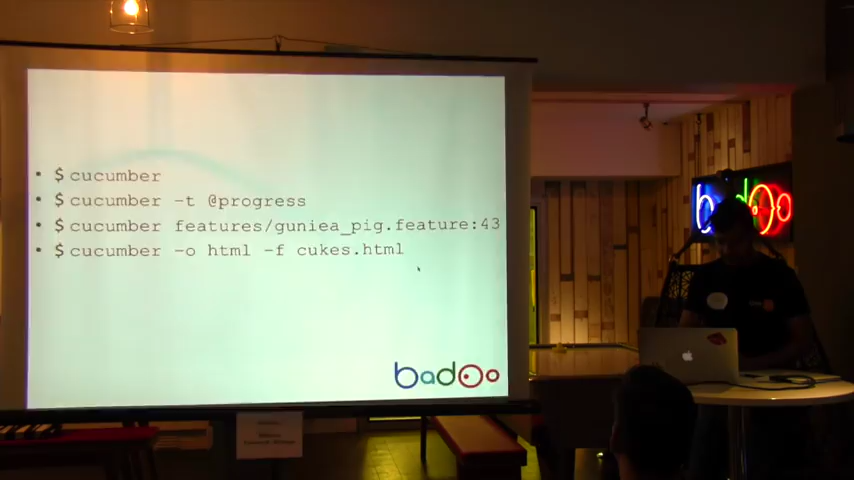 • $cucumber
• $cucumber -t @progress
• $cucumber features/guniea_pig.feature:43
• $cucumber -o html -f cukes.html
badoo
badoo